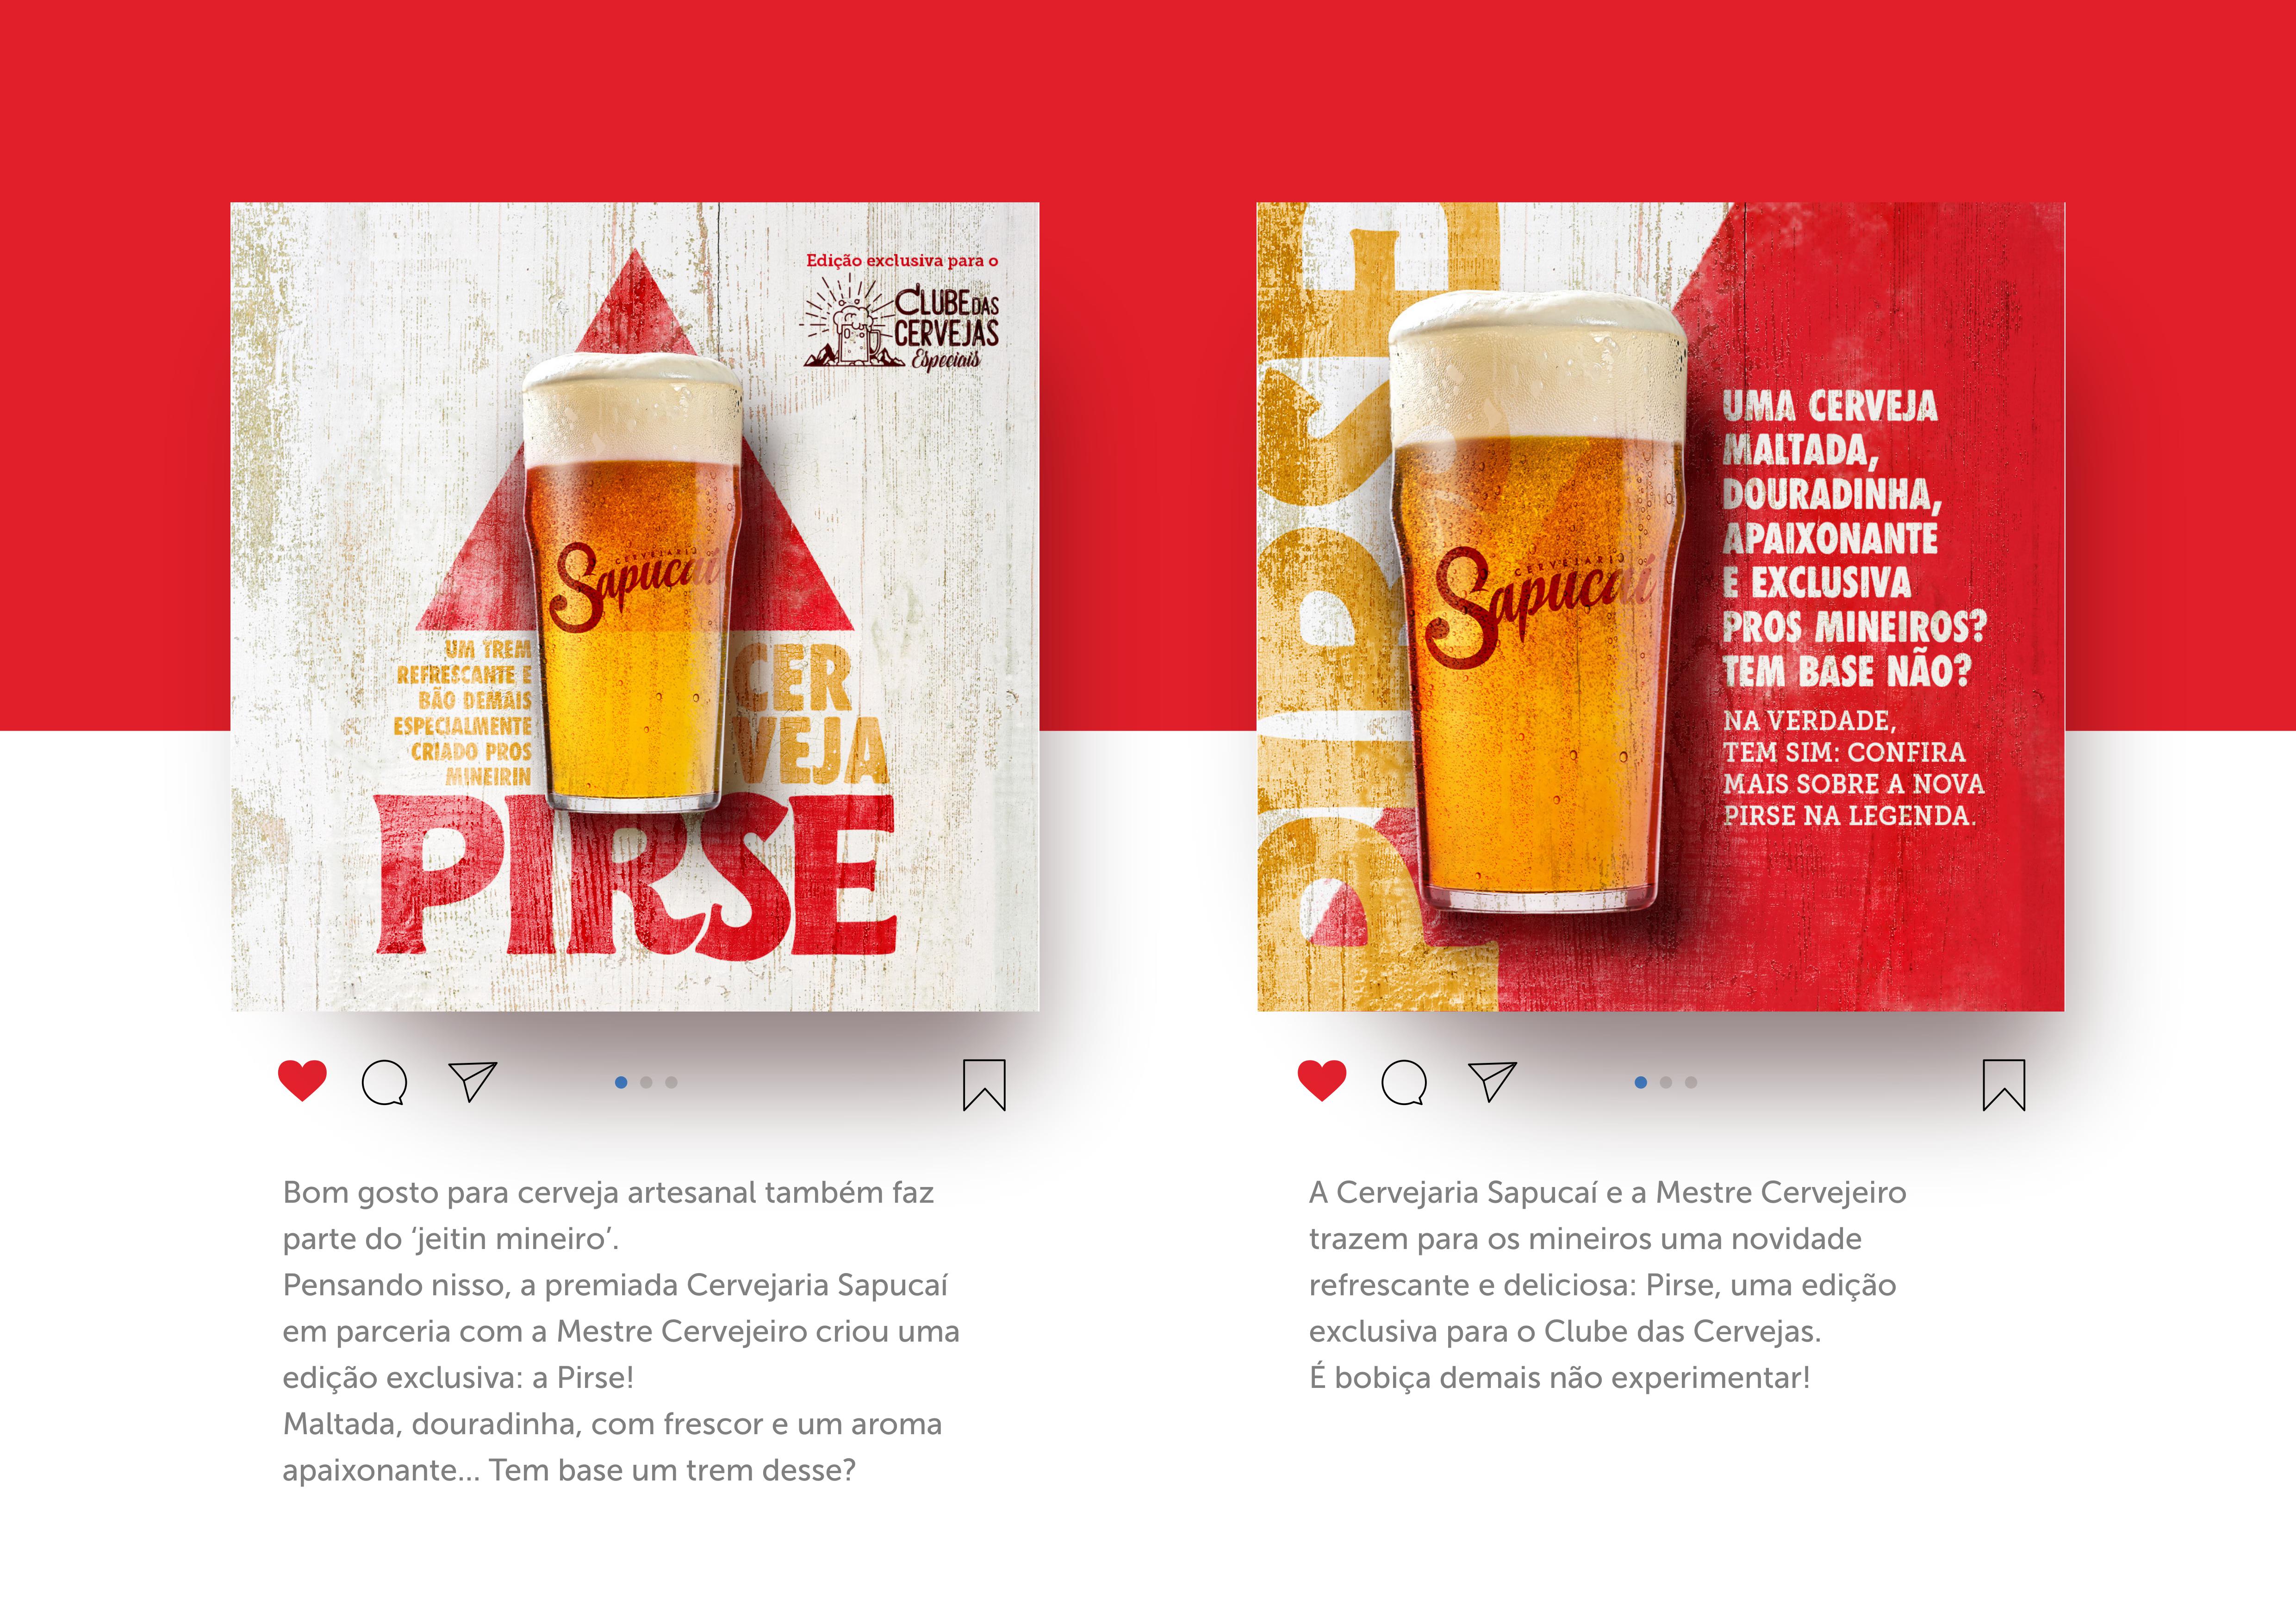 Edição exclusiva para o
CLUBE DAS
CERVEJAS
Especiais
CERVEJARIA
Sapucaí
UM TREM
REFRESCANTE E
BÃO DEMAIS
ESPECIALMENTE
CRIADO PROS
MINEIRIN
CER
VEJA
PIRSE
Bom gosto para cerveja artesanal também faz
parte do ‘jeitin mineiro’.
Pensando nisso, a premiada Cervejaria Sapucaí
em parceria com a Mestre Cervejeiro criou uma
edição exclusiva: a Pirse!
Maltada, douradinha, com frescor e um aroma
apaixonante... Tem base um trem desse?
PIRSE
CERVEJARIA
Sapucaí
UMA CERVEJA
MALTADA,
DOURADINHA,
APAIXONANTE
E EXCLUSIVA
PROS MINEIROS?
TEM BASE NÃO?
NA VERDADE,
TEM SIM: CONFIRA
MAIS SOBRE A NOVA
PIRSE NA LEGENDA.
A Cervejaria Sapucaí e a Mestre Cervejeiro
trazem para os mineiros uma novidade
refrescante e deliciosa: Pirse, uma edição
exclusiva para o Clube das Cervejas.
É bobiça demais não experimentar!